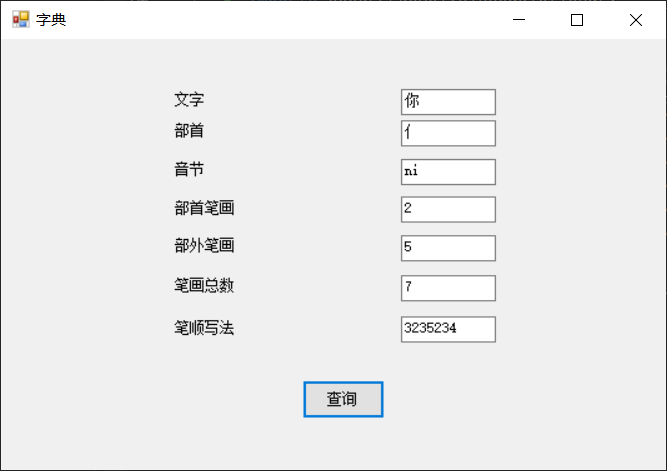 字典
文字 你
部首 亻
音节 ni
部首笔画 2
部外笔画 5
笔画总数 7
笔顺写法 3235234
查询